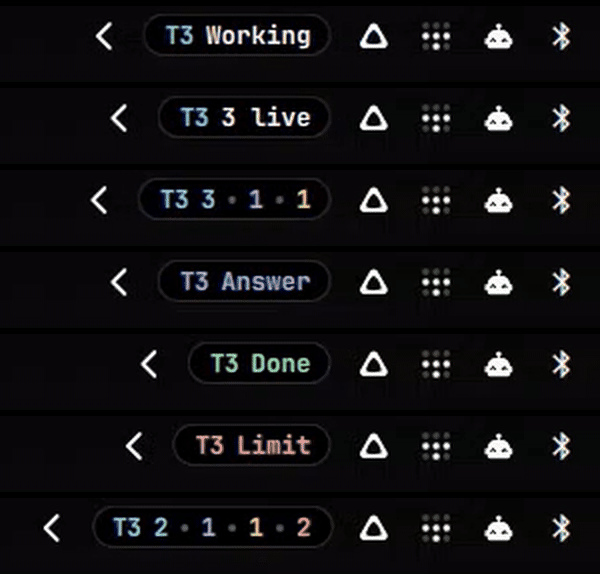 T3 Working
T3 3 live
T3 3 • 1 • 1
T3 Answer
T3 Done
T3 Limit
T3 2 • 1 • 1 • 2